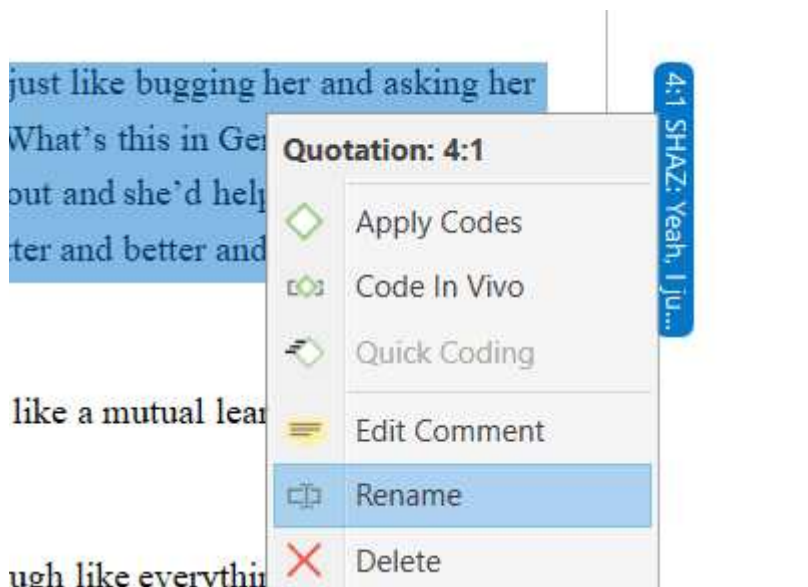 just like bugging her and asking her
What's this in Ge
out and she'd help
ter and better and
like a mutual lear
ugh like everythin
Quotation: 4:1
Apply Codes
Code In Vivo
Quick Coding
Edit Comment
Rename
Delete
4:1 SHAZ: Yeah, I ju...